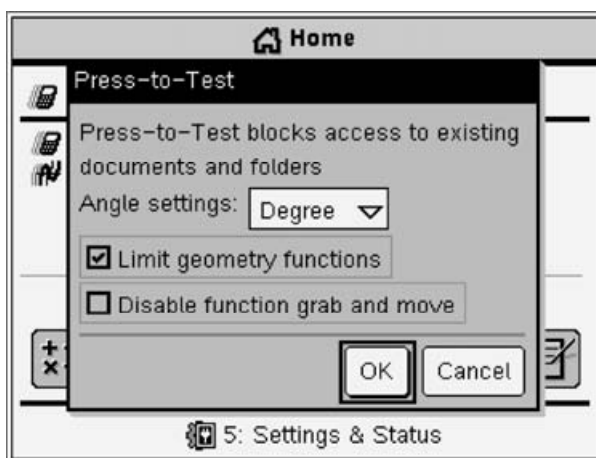 Home
Press-to-Test
Press-to-Test blocks access to existing
documents and folders
Angle settings: Degree
Limit geometry functions
Disable function grab and move
OK Cancel
5: Settings & Status